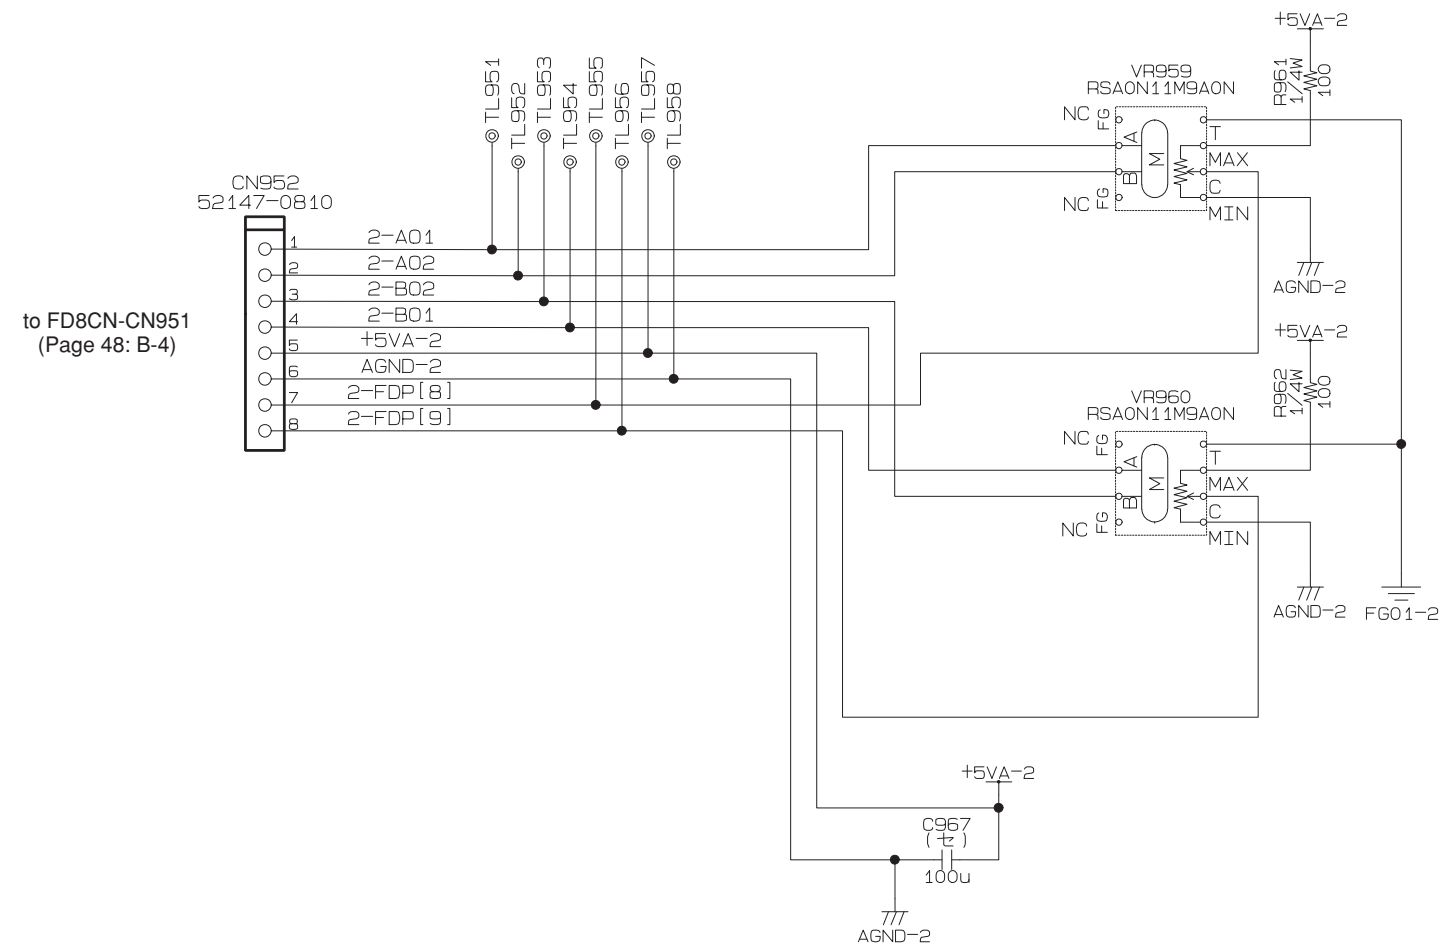 +5VA-2
TL951
TL952
TL953
TL954
TL955
TL956
TL957
TL958
VR959
RSA0N11M9A0N
R961
1/4W
100
NC
FG
A
B
M
T
MAX
C
MIN
NC
FG
AGND-2
CN952
52147-0810
1
2-A01
2
2-A02
3
2-B02
4
2-B01
5
+5VA-2
6
AGND-2
7
2-FDP[8]
8
2-FDP[9]
to FD8CN-CN951
(Page 48: B-4)
+5VA-2
VR960
RSA0N11M9A0N
R962
1/4W
100
NC
FG
A
B
M
T
MAX
C
MIN
NC
FG
AGND-2
FG01-2
+5VA-2
C967
(セ)
100u
AGND-2